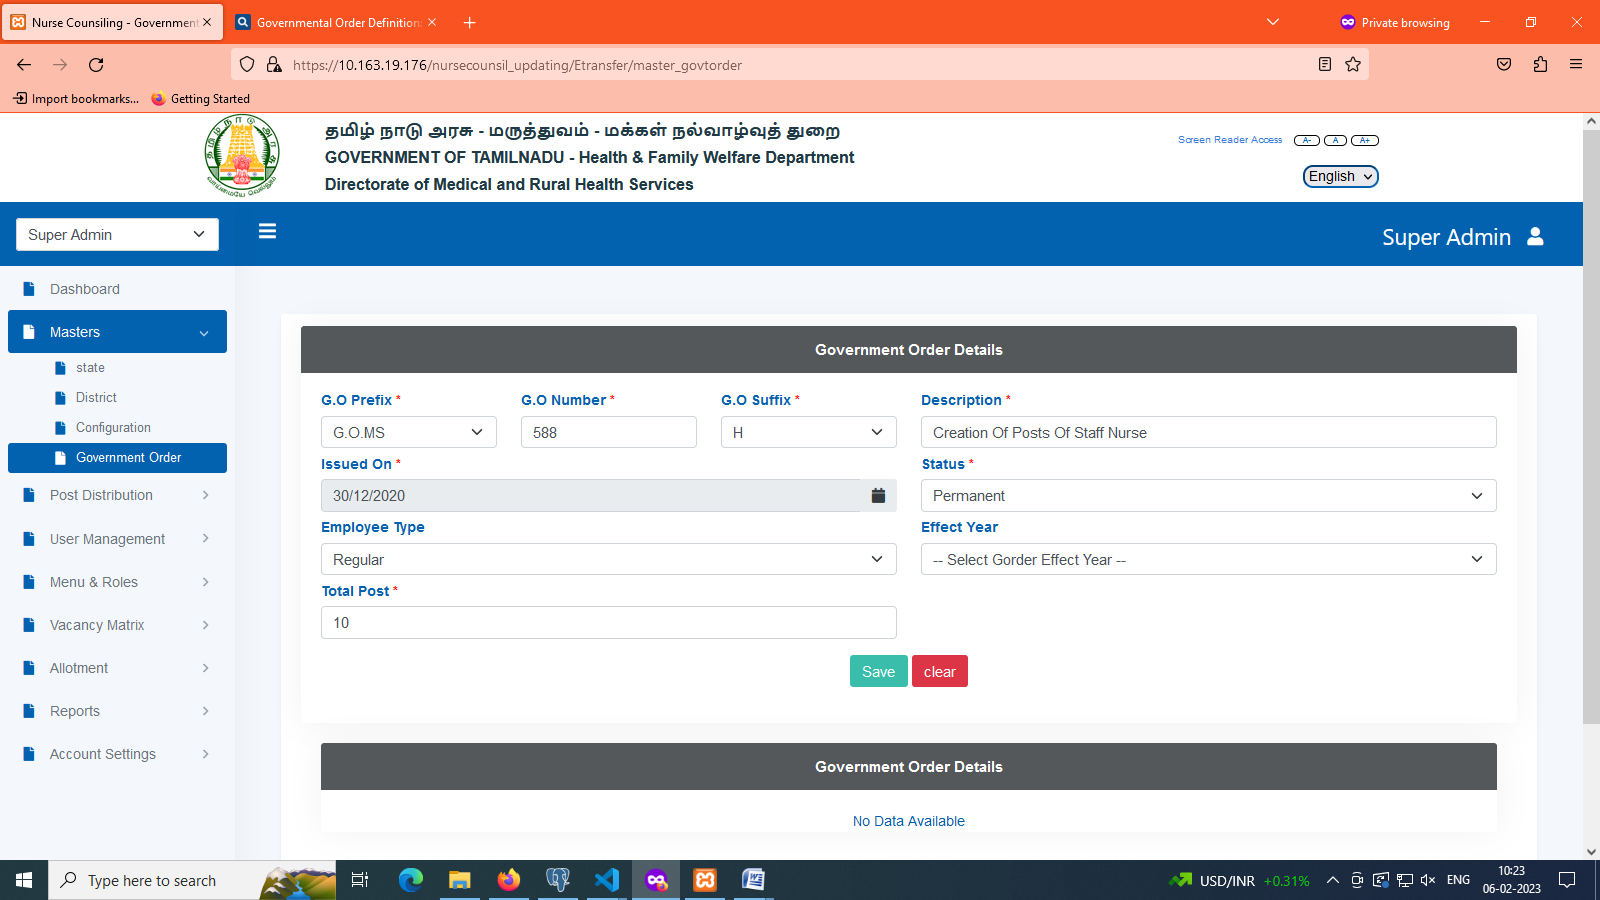 Nurse Counsiling - Government
Governmental Order Definition
Private browsing
https://10.163.19.176/nursecounsil_updating/Etransfer/master_govtorder
Import bookmarks...
Getting Started
தமிழ் நாடு அரசு - மருத்துவம் - மக்கள் நல்வாழ்வுத் துறை
GOVERNMENT OF TAMILNADU - Health & Family Welfare Department
Directorate of Medical and Rural Health Services
Screen Reader Access
A- A A+
English
Super Admin
Super Admin
Dashboard
Masters
state
District
Configuration
Government Order
Post Distribution
User Management
Menu & Roles
Vacancy Matrix
Allotment
Reports
Account Settings
Government Order Details
G.O Prefix * G.O Number * G.O Suffix * Description *
G.O.MS 588 H Creation Of Posts Of Staff Nurse
Issued On * Status *
30/12/2020 Permanent
Employee Type Effect Year
Regular -- Select Gorder Effect Year --
Total Post *
10
Save clear
Government Order Details
No Data Available
Type here to search
USD/INR +0.31%
ENG
10:23
06-02-2023